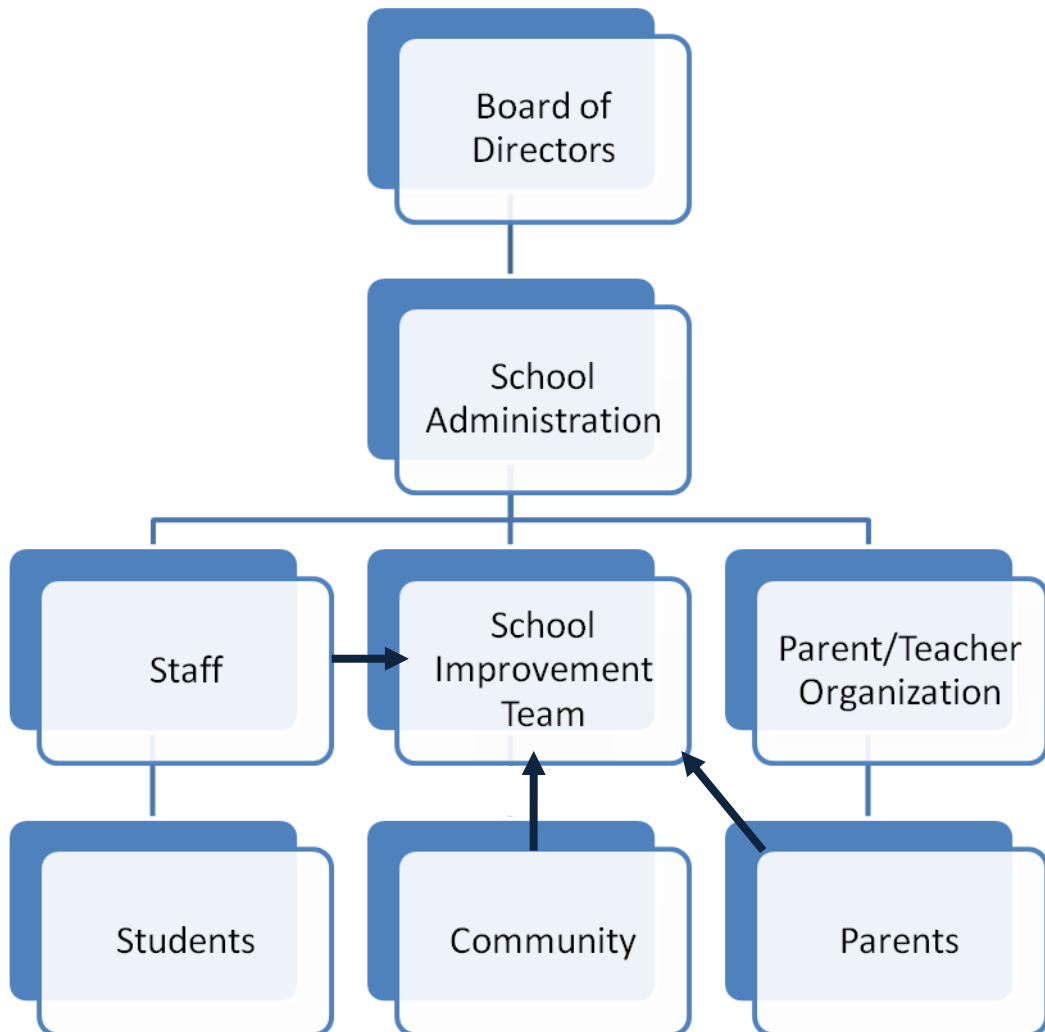 Board of
Directors
School
Administration
Staff
School
Improvement
Team
Parent/Teacher
Organization
Students
Community
Parents